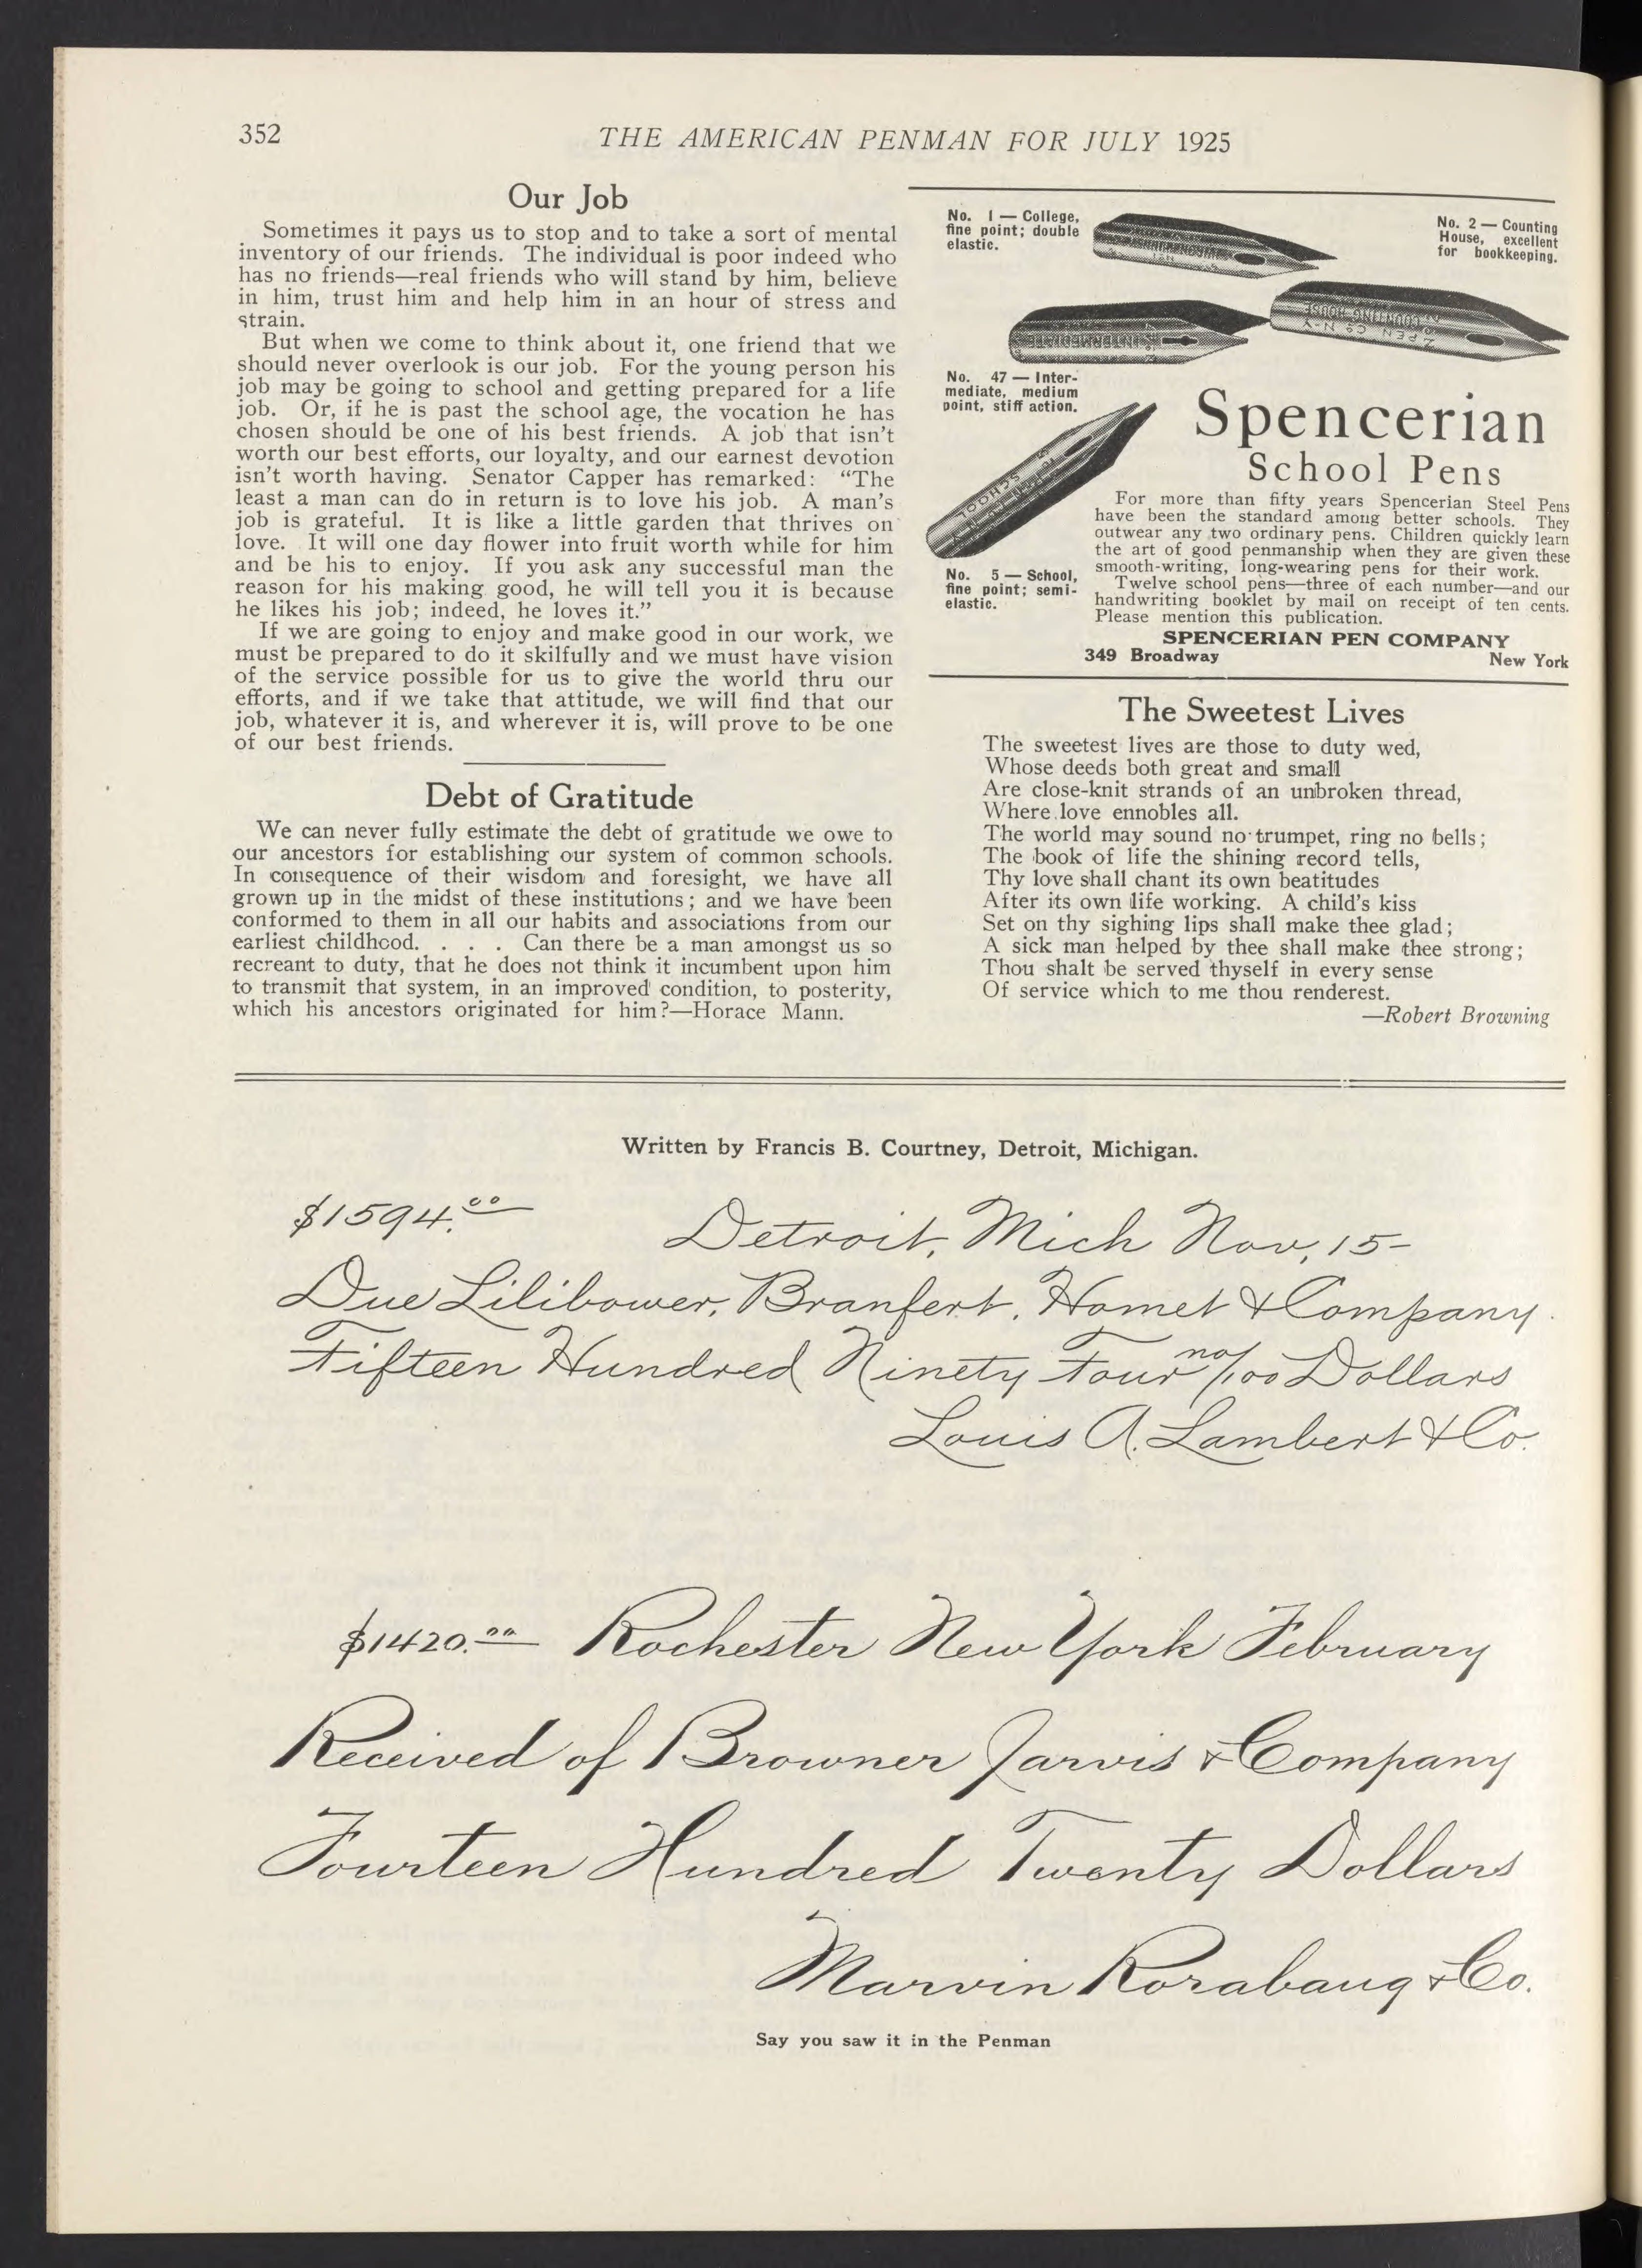 352
THE AMERICAN PENMAN FOR JULY 1925
Our Job
Sometimes it pays us to stop and to take a sort of mental
inventory of our friends. The individual is poor indeed who
has no friends—real friends who will stand by him, believe
in him, trust him and help him in an hour of stress and
strain.
But when we come to think about it, one friend that we
should never overlook is our job. For the young person his
job may be going to school and getting prepared for a life
job. Or, if he is past the school age, the vocation he has
chosen should be one of his best friends. A job that isn't
worth our best efforts, our loyalty, and our earnest devotion
isn't worth having. Senator Capper has remarked: "The
least a man can do in return is to love his job. A man's
job is grateful. It is like a little garden that thrives on
love. It will one day flower into fruit worth while for him
and be his to enjoy. If you ask any successful man the
reason for his making good, he will tell you it is because
he likes his job; indeed, he loves it."
If we are going to enjoy and make good in our work, we
must be prepared to do it skilfully and we must have vision
of the service possible for us to give the world thru our
efforts, and if we take that attitude, we will find that our
job, whatever it is, and wherever it is, will prove to be one
of our best friends.
Debt of Gratitude
We can never fully estimate the debt of gratitude we owe to
our ancestors for establishing our system of common schools.
In consequence of their wisdom and foresight, we have all
grown up in the midst of these institutions; and we have been
conformed to them in all our habits and associations from our
earliest childhood. . . . Can there be a man amongst us so
recreant to duty, that he does not think it incumbent upon him
to transmit that system, in an improved condition, to posterity,
which his ancestors originated for him?—Horace Mann.
No. 1 — College,
fine point; double
elastic.
No. 2 — Counting
House, excellent
for bookkeeping.
INTERMEDIATE
COUNTING HOUSE
PEN CO N-Y
No. 47 — Inter-
mediate, medium
point, stiff action.
SCHOOL
No. 5 — School,
fine point; semi-
elastic.
Spencerian
School Pens
For more than fifty years Spencerian Steel Pens
have been the standard among better schools. They
outwear any two ordinary pens. Children quickly learn
the art of good penmanship when they are given these
smooth-writing, long-wearing pens for their work.
Twelve school pens—three of each number—and our
handwriting booklet by mail on receipt of ten cents.
Please mention this publication.
SPENCERIAN PEN COMPANY
349 Broadway New York
The Sweetest Lives
The sweetest lives are those to duty wed,
Whose deeds both great and small
Are close-knit strands of an unbroken thread,
Where love ennobles all.
The world may sound no trumpet, ring no bells;
The book of life the shining record tells,
Thy love shall chant its own beatitudes
After its own life working. A child's kiss
Set on thy sighing lips shall make thee glad;
A sick man helped by thee shall make thee strong;
Thou shalt be served thyself in every sense
Of service which to me thou renderest.
—Robert Browning
Written by Francis B. Courtney, Detroit, Michigan.
$1594.00 Detroit, Mich Nov, 15-
Due Lilibower, Branfert, Homet & Company.
Fifteen Hundred Ninety Four no/100 Dollars
Louis A. Lambert & Co.
$1420.00 Rochester New York February
Received of Browner Jarvis & Company
Fourteen Hundred Twenty Dollars
Marvin Rorabaug & Co.
Say you saw it in the Penman